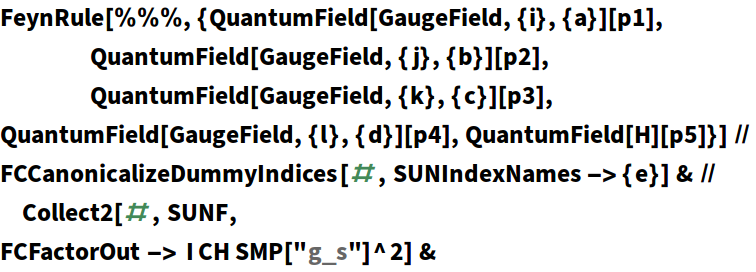 FeynRule[%%%, {QuantumField[GaugeField, {i}, {a}][p1],
QuantumField[GaugeField, {j}, {b}][p2],
QuantumField[GaugeField, {k}, {c}][p3],
QuantumField[GaugeField, {l}, {d}][p4], QuantumField[H][p5]}] //
FCCanonicalizeDummyIndices[#, SUNIndexNames -> {e}] & //
Collect2[#, SUNF,
FCFactorOut -> I CH SMP["g_s"]^2] &